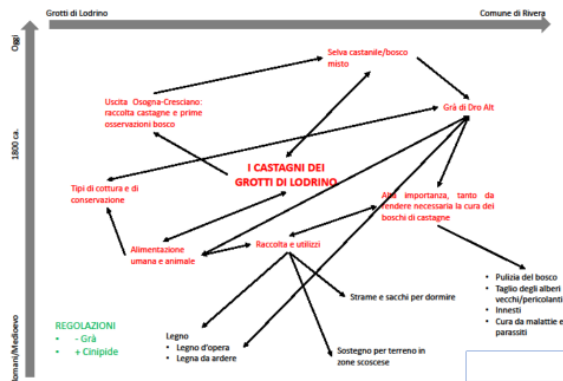 Grotti di Lodrino
Comune di Rivera
Oggi
1800 ca.
Romani/Medioevo
Selva castanile/bosco
misto
Uscita Osogna-Cresciano:
raccolta castagne e prime
osservazioni bosco
Grà di Dro Alt
I CASTAGNI DEI
GROTTI DI LODRINO
Tipi di cottura e di
conservazione
Alta importanza, tanto da
rendere necessaria la cura dei
boschi di castagne
Alimentazione
umana e animale
Raccolta e utilizzi
• Pulizia del bosco
• Taglio degli alberi
vecchi/pericolanti
• Innesti
• Cura da malattie e
parassiti
Strame e sacchi per dormire
REGOLAZIONI
• - Grà
• + Cinipide
Legno
• Legno d'opera
• Legna da ardere
Sostegno per terreno in
zone scoscese